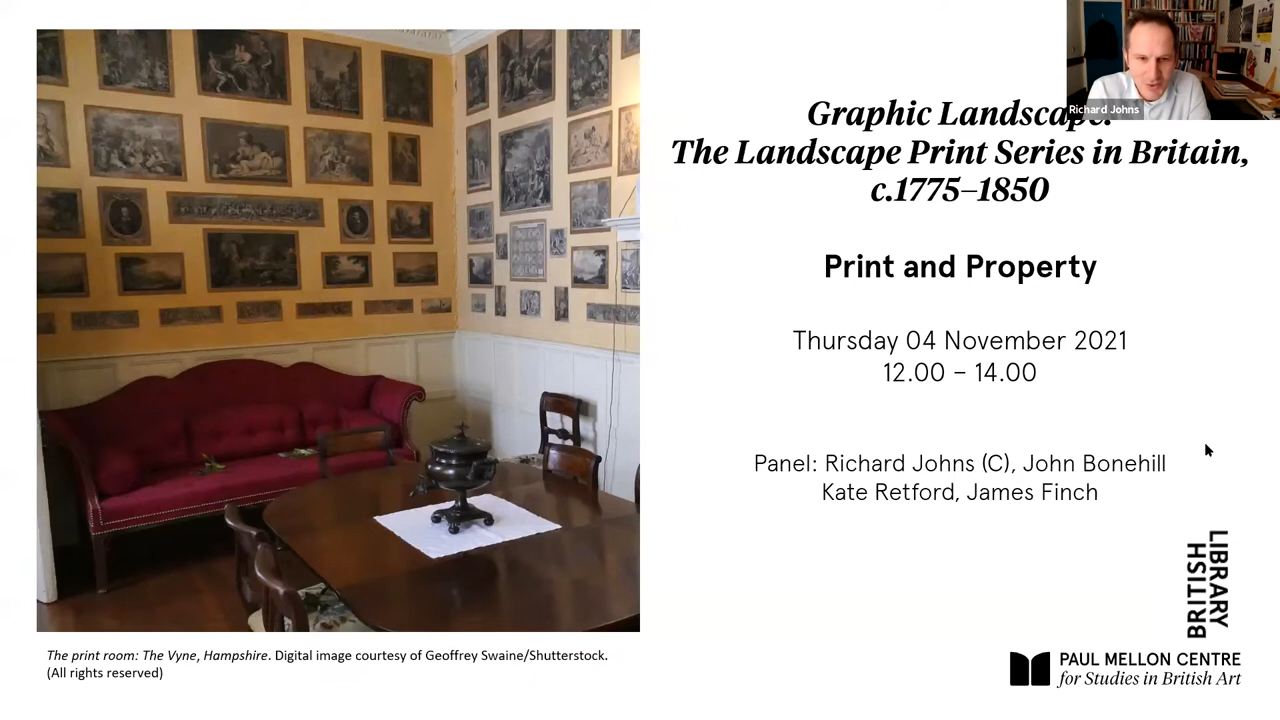 Richard Johns
Graphic Landscape:
The Landscape Print Series in Britain,
c.1775–1850
Print and Property
Thursday 04 November 2021
12.00 – 14.00
Panel: Richard Johns (C), John Bonehill
Kate Retford, James Finch
BRITISH
LIBRARY
PAUL MELLON CENTRE
for Studies in British Art
The print room: The Vyne, Hampshire. Digital image courtesy of Geoffrey Swaine/Shutterstock.
(All rights reserved)